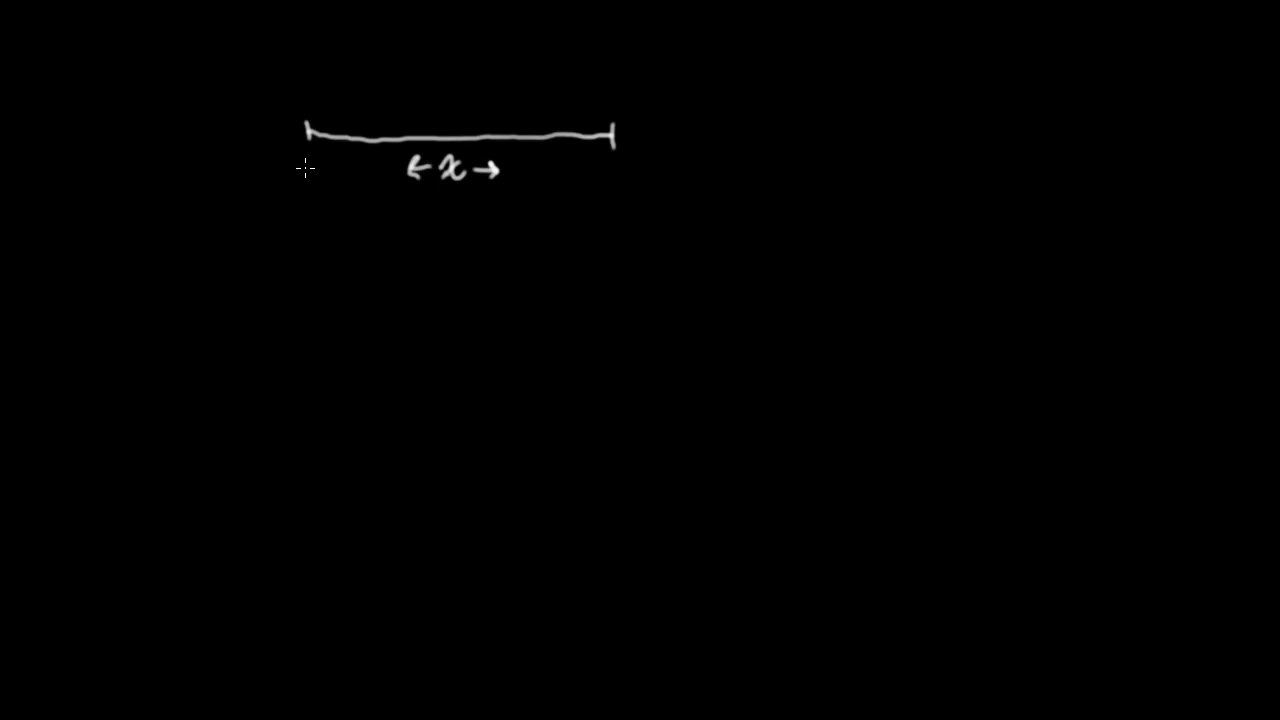 ← x →